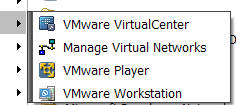 VMware VirtualCenter
Manage Virtual Networks
VMware Player
VMware Workstation